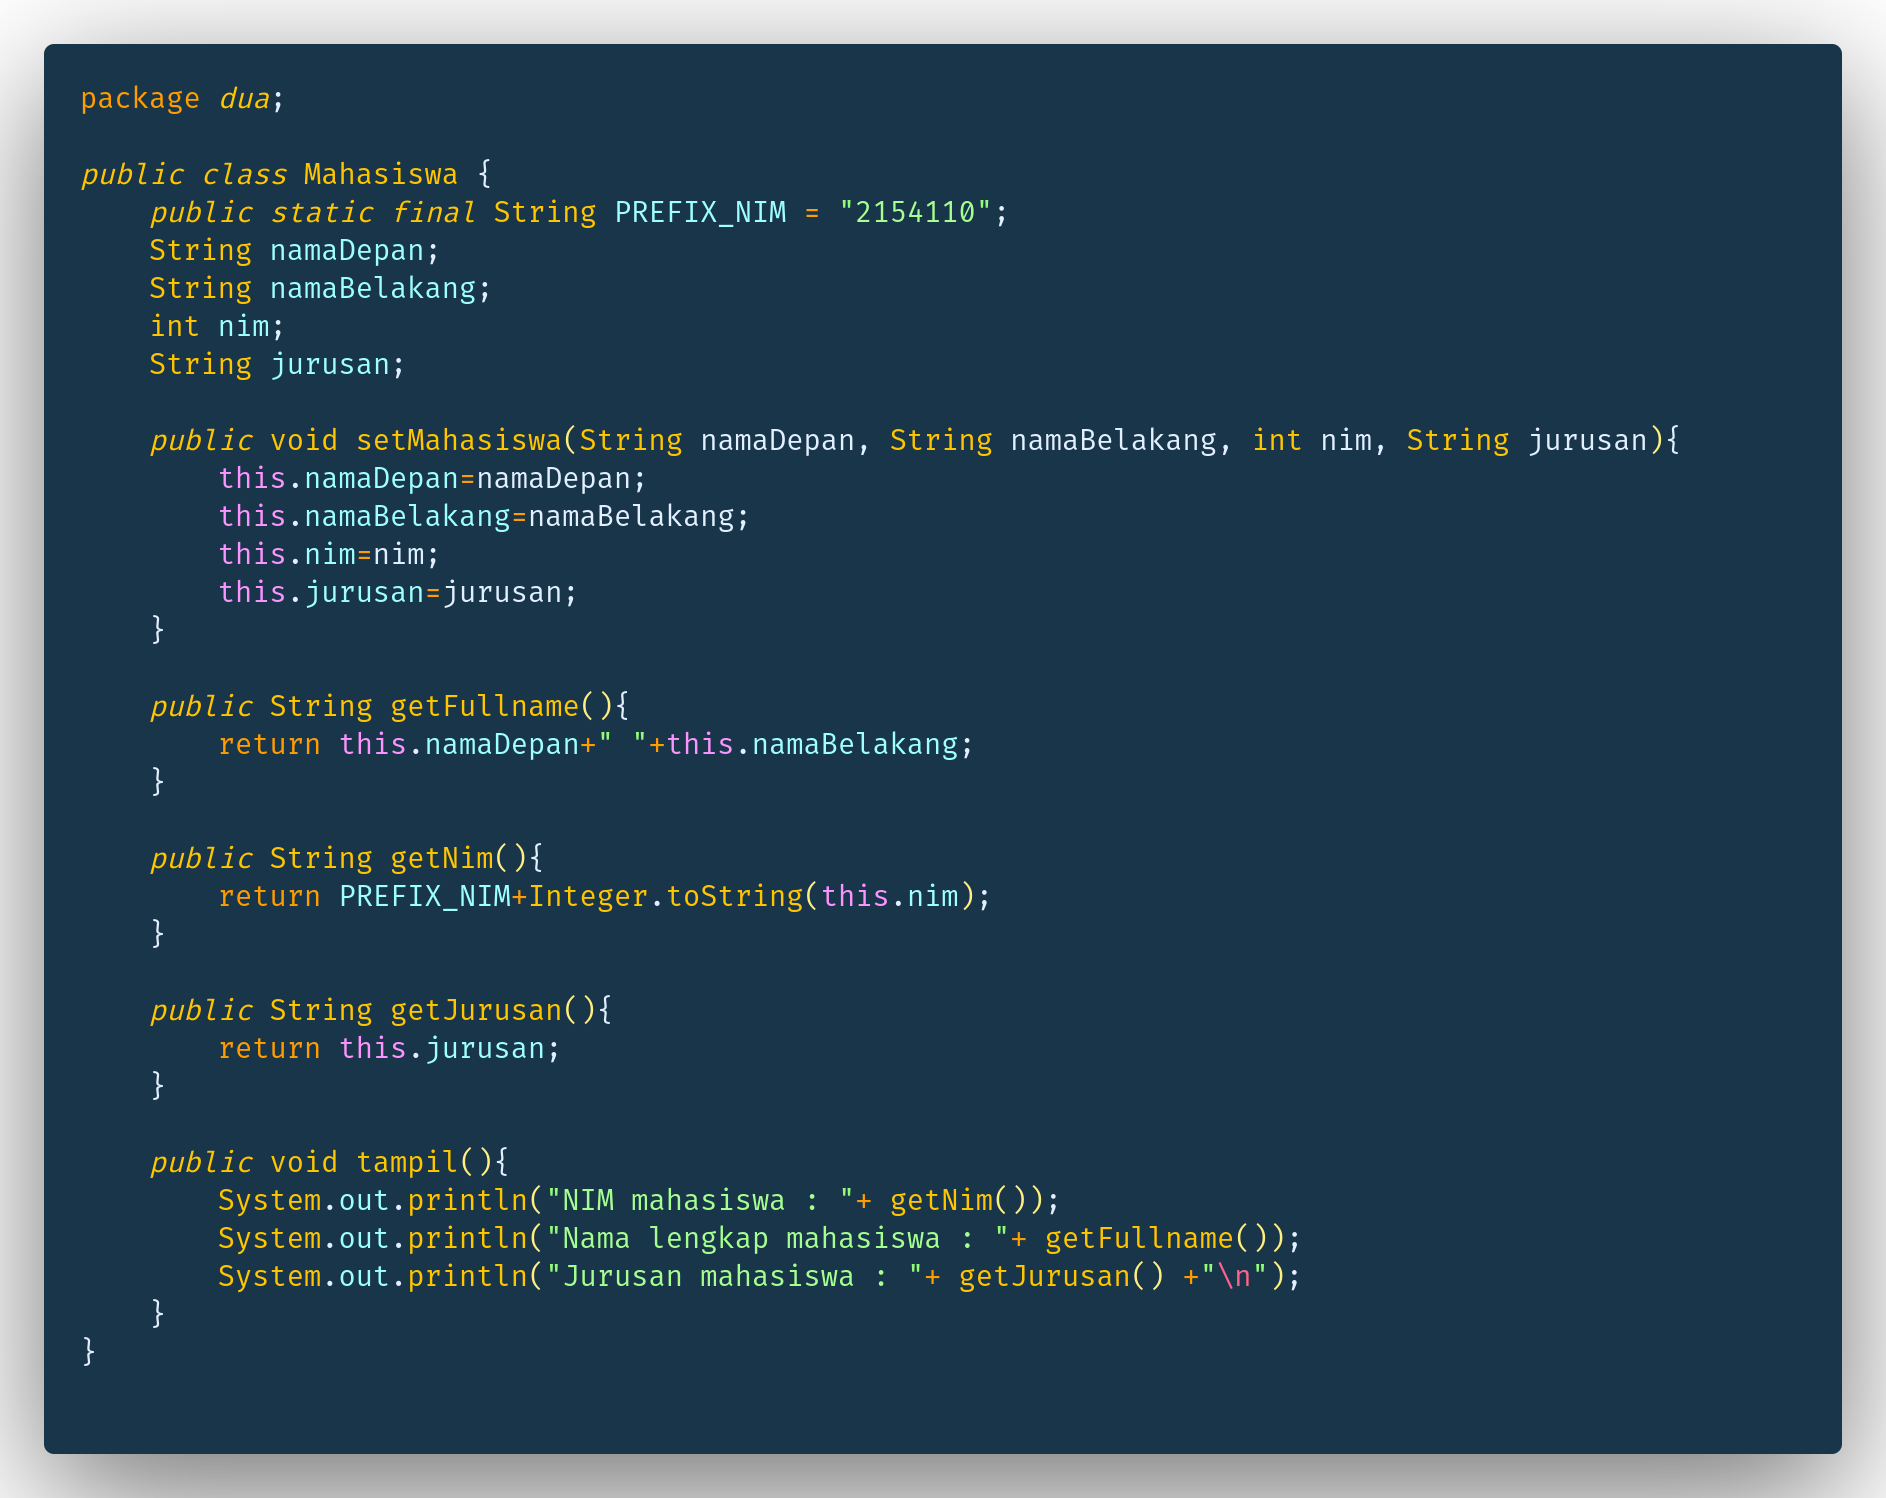 package dua;

public class Mahasiswa {
    public static final String PREFIX_NIM = "2154110";
    String namaDepan;
    String namaBelakang;
    int nim;
    String jurusan;

    public void setMahasiswa(String namaDepan, String namaBelakang, int nim, String jurusan){
        this.namaDepan=namaDepan;
        this.namaBelakang=namaBelakang;
        this.nim=nim;
        this.jurusan=jurusan;
    }

    public String getFullname(){
        return this.namaDepan+" "+this.namaBelakang;
    }

    public String getNim(){
        return PREFIX_NIM+Integer.toString(this.nim);
    }

    public String getJurusan(){
        return this.jurusan;
    }

    public void tampil(){
        System.out.println("NIM mahasiswa : "+ getNim());
        System.out.println("Nama lengkap mahasiswa : "+ getFullname());
        System.out.println("Jurusan mahasiswa : "+ getJurusan() +"\n");
    }
}